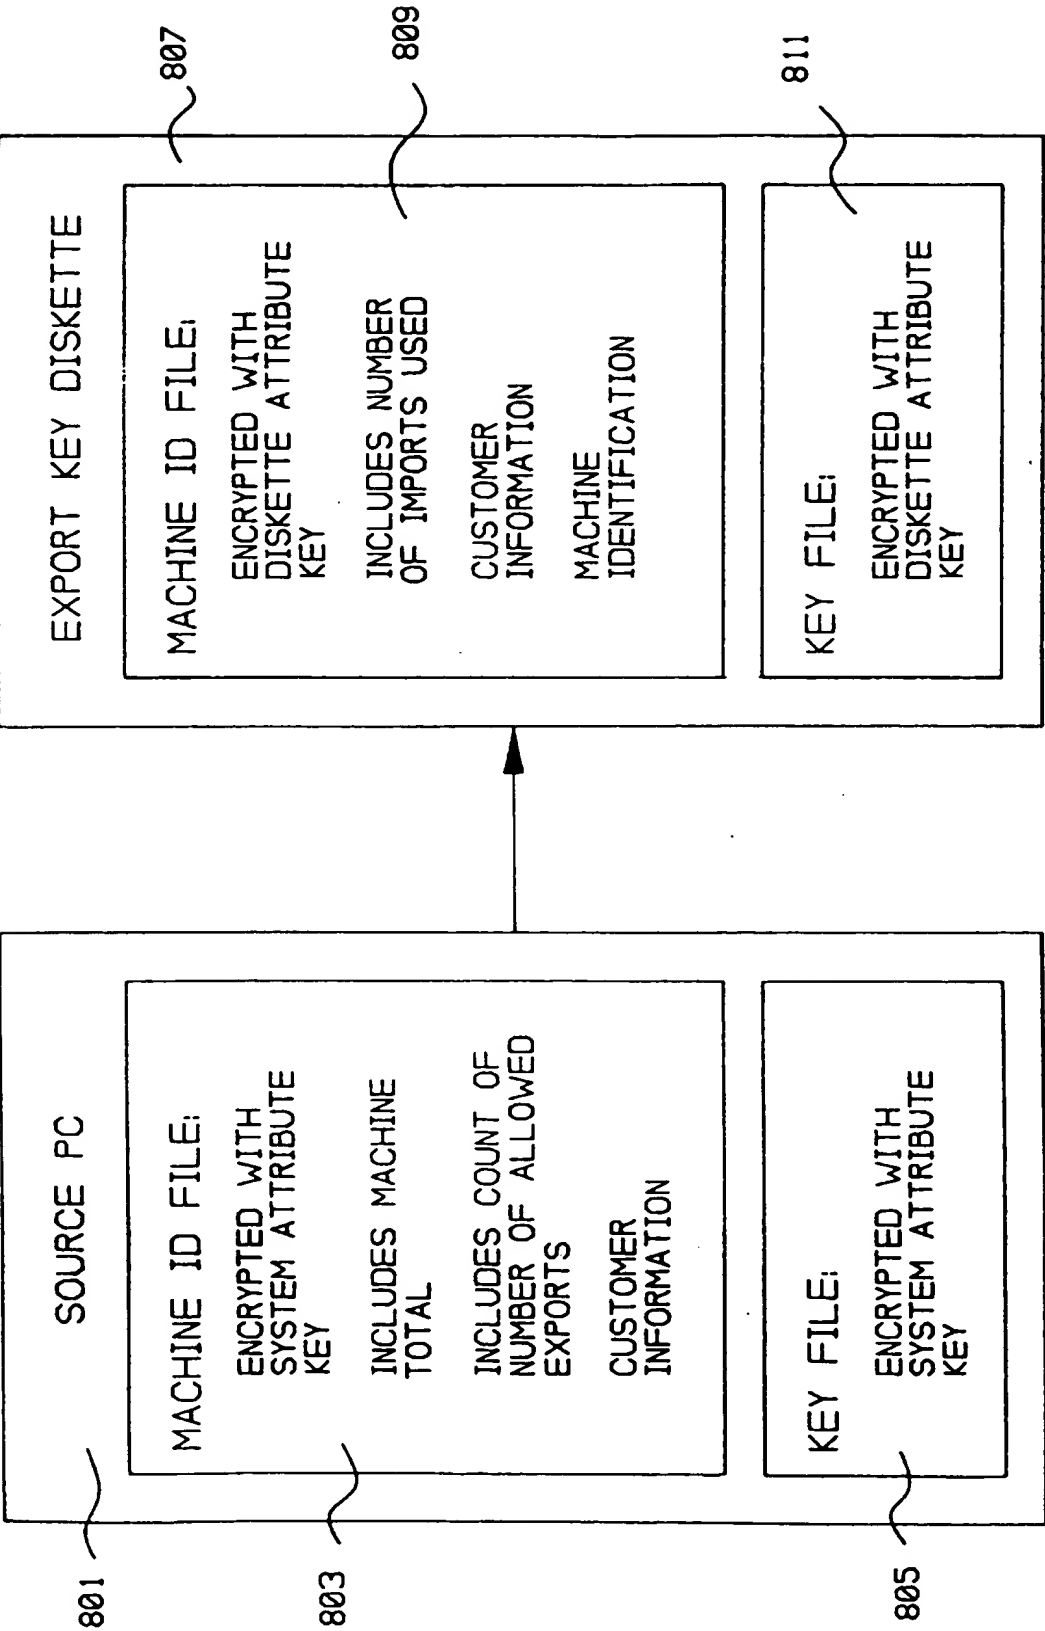 SOURCE PC
MACHINE ID FILE:
ENCRYPTED WITH
SYSTEM ATTRIBUTE
KEY
INCLUDES MACHINE
TOTAL
INCLUDES COUNT OF
NUMBER OF ALLOWED
EXPORTS
CUSTOMER
INFORMATION
KEY FILE:
ENCRYPTED WITH
SYSTEM ATTRIBUTE
KEY
801
803
805
EXPORT KEY DISKETTE
MACHINE ID FILE:
ENCRYPTED WITH
DISKETTE ATTRIBUTE
KEY
INCLUDES NUMBER
OF IMPORTS USED
CUSTOMER
INFORMATION
MACHINE
IDENTIFICATION
KEY FILE:
ENCRYPTED WITH
DISKETTE ATTRIBUTE
KEY
807
809
811